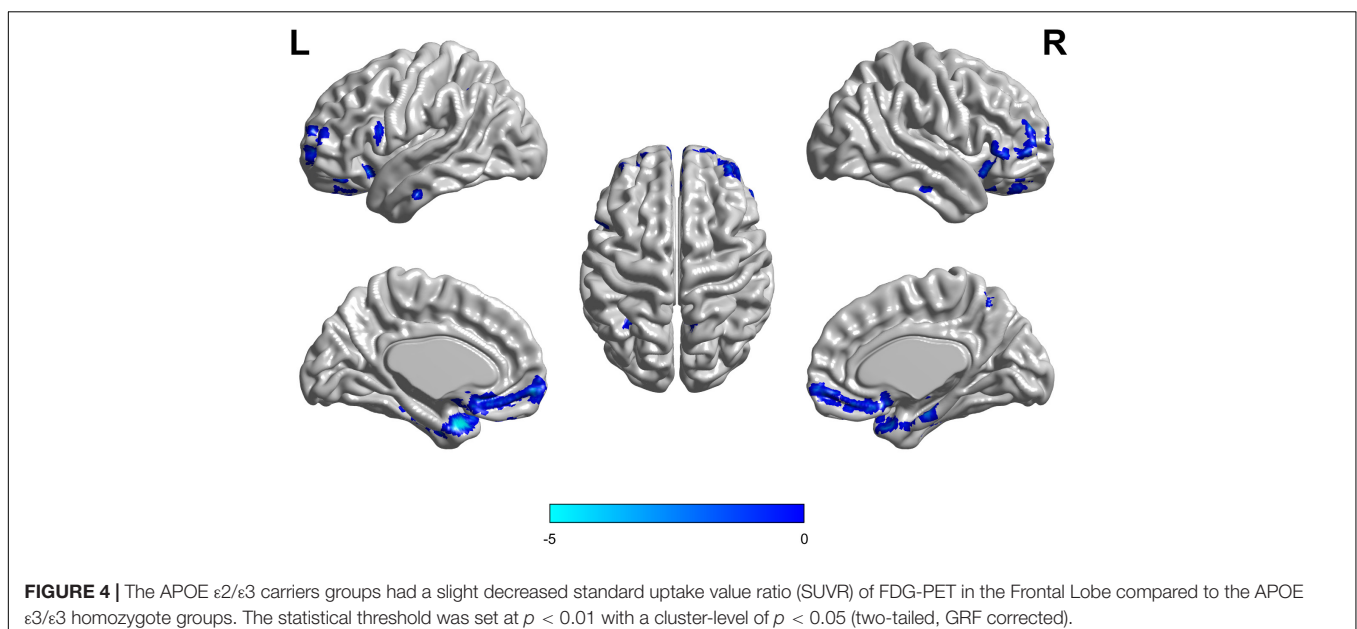 L
R
-5
0
FIGURE 4 | The APOE ε2/ε3 carriers groups had a slight decreased standard uptake value ratio (SUVR) of FDG-PET in the Frontal Lobe compared to the APOE
ε3/ε3 homozygote groups. The statistical threshold was set at p < 0.01 with a cluster-level of p < 0.05 (two-tailed, GRF corrected).